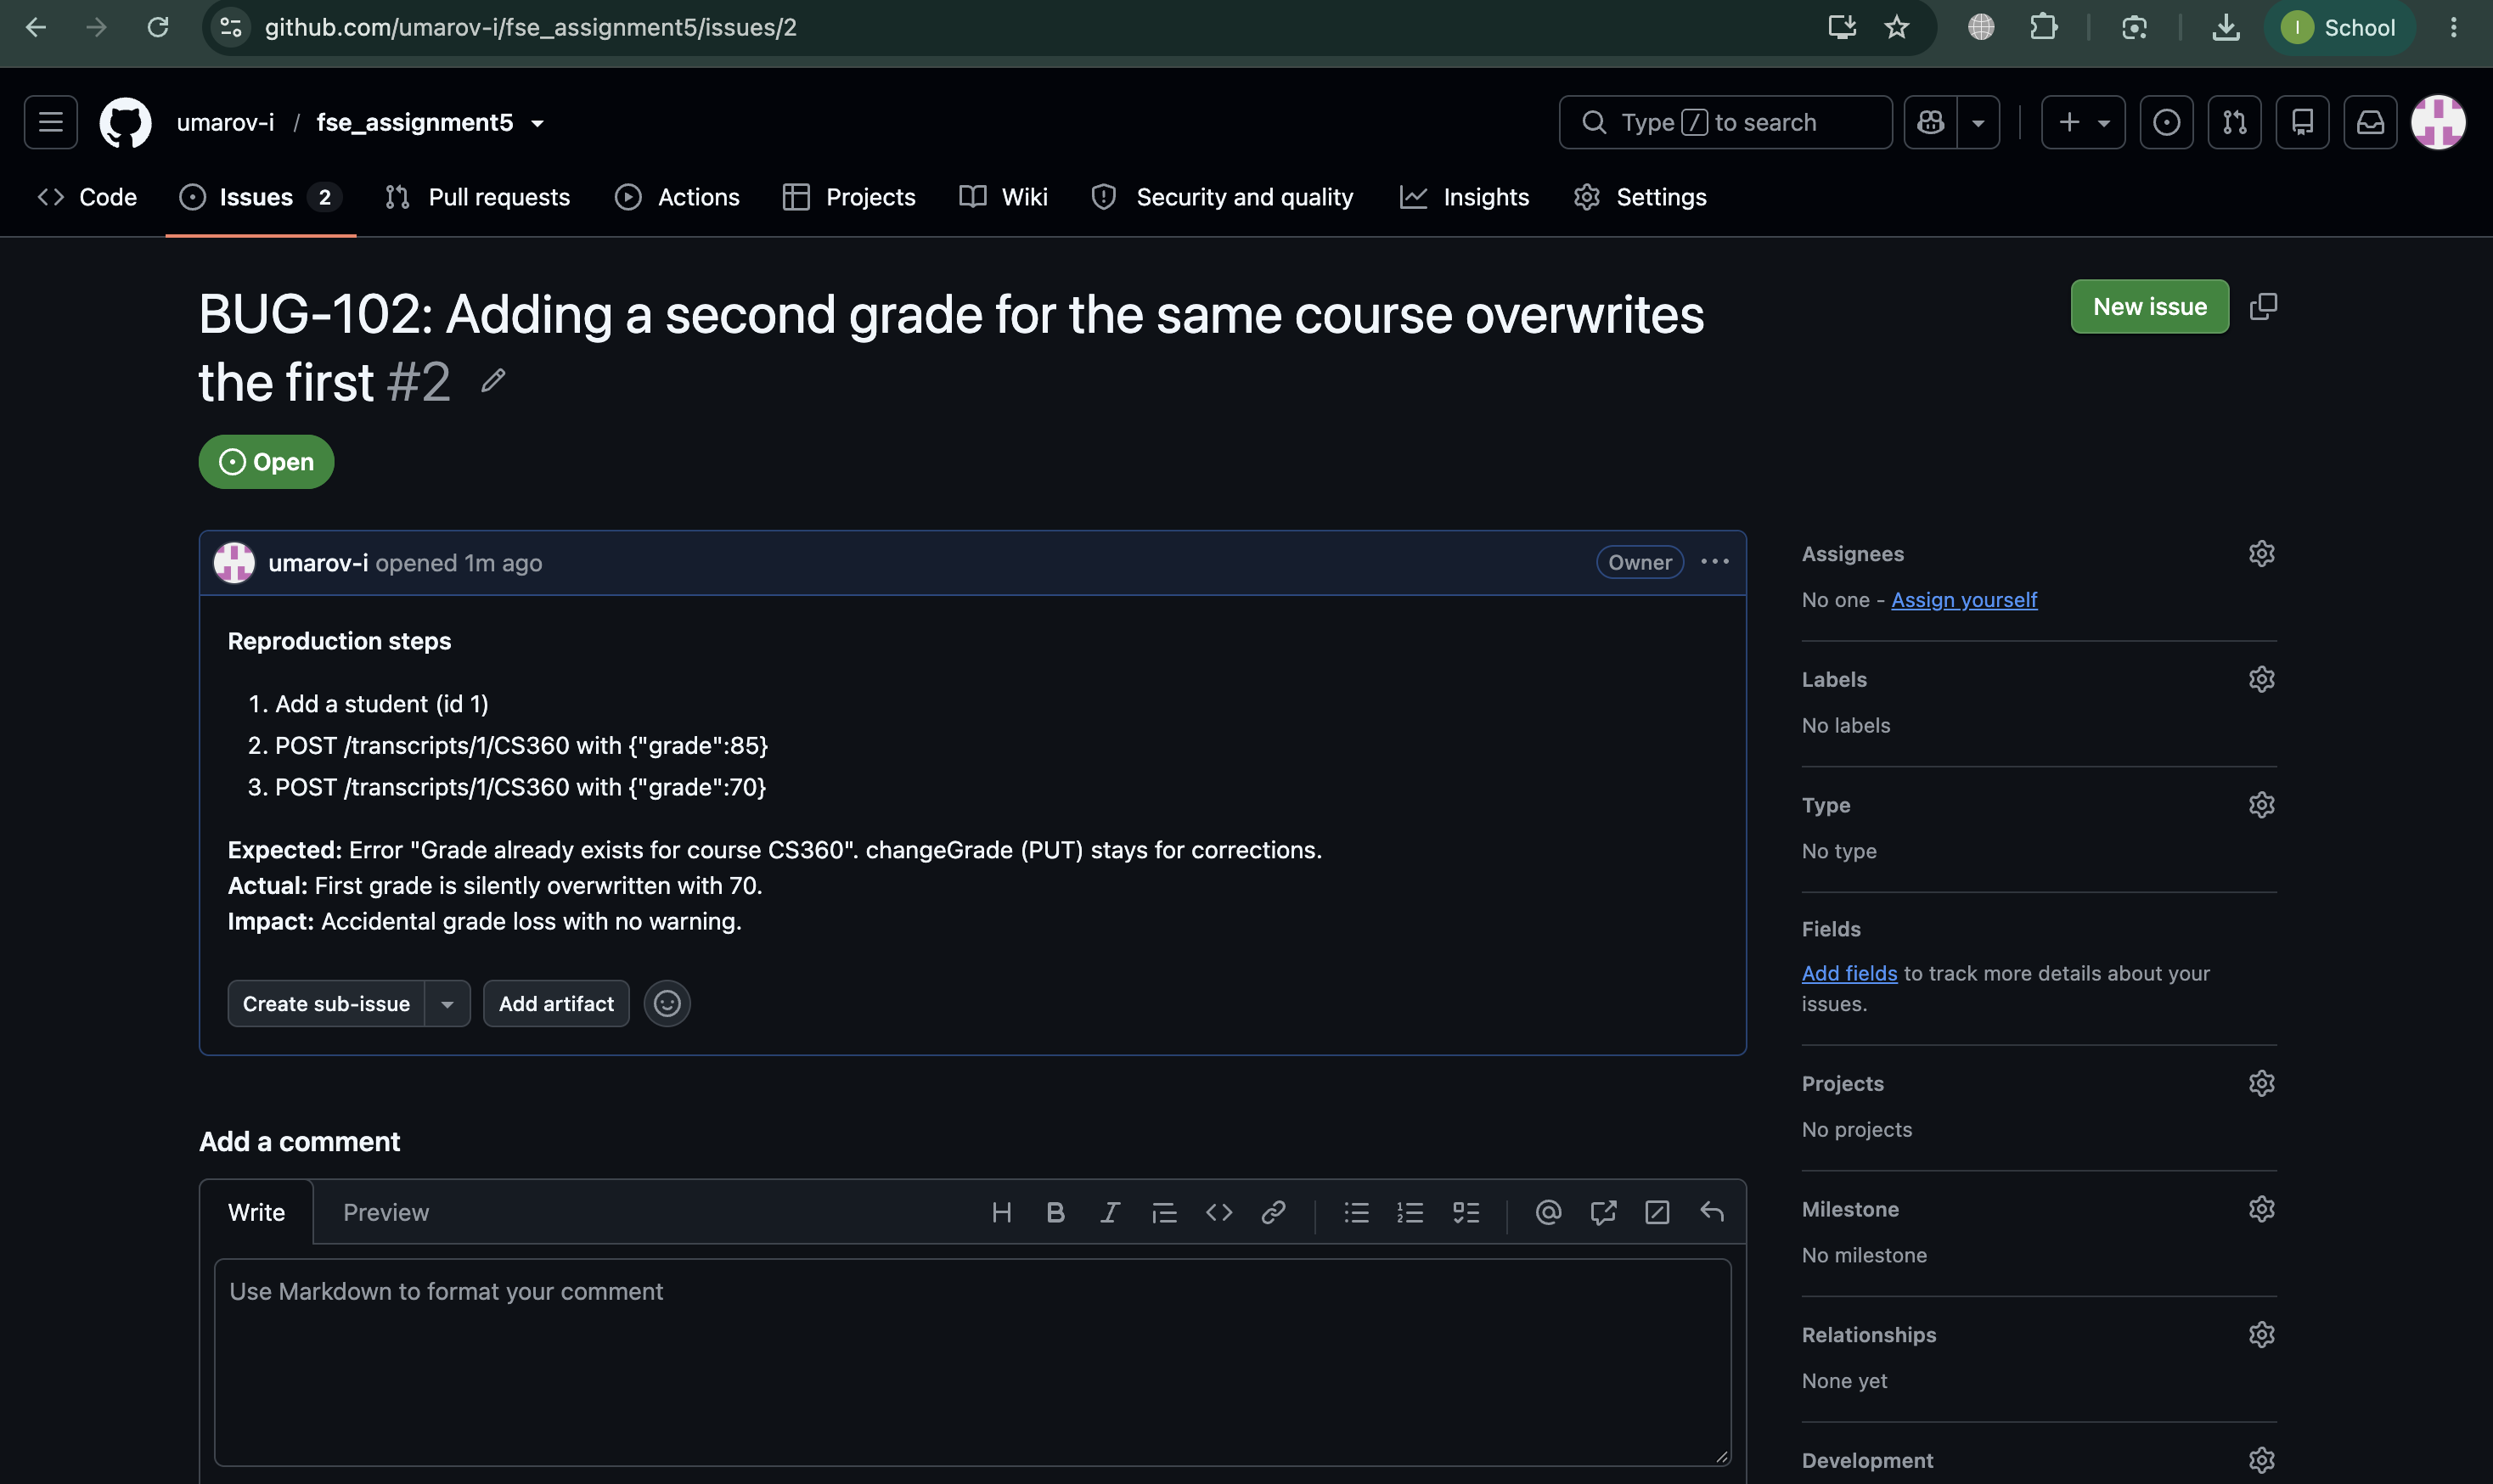 github.com/umarov-i/fse_assignment5/issues/2
I School
umarov-i / fse_assignment5
Type / to search
Code
Issues 2
Pull requests
Actions
Projects
Wiki
Security and quality
Insights
Settings
BUG-102: Adding a second grade for the same course overwrites
the first #2
New issue
Open
umarov-i opened 1m ago
Owner
Reproduction steps
1. Add a student (id 1)
2. POST /transcripts/1/CS360 with {"grade":85}
3. POST /transcripts/1/CS360 with {"grade":70}
Expected: Error "Grade already exists for course CS360". changeGrade (PUT) stays for corrections.
Actual: First grade is silently overwritten with 70.
Impact: Accidental grade loss with no warning.
Create sub-issue
Add artifact
Assignees
No one - Assign yourself
Labels
No labels
Type
No type
Fields
Add fields to track more details about your
issues.
Projects
No projects
Milestone
No milestone
Relationships
None yet
Development
Add a comment
Write
Preview
Use Markdown to format your comment